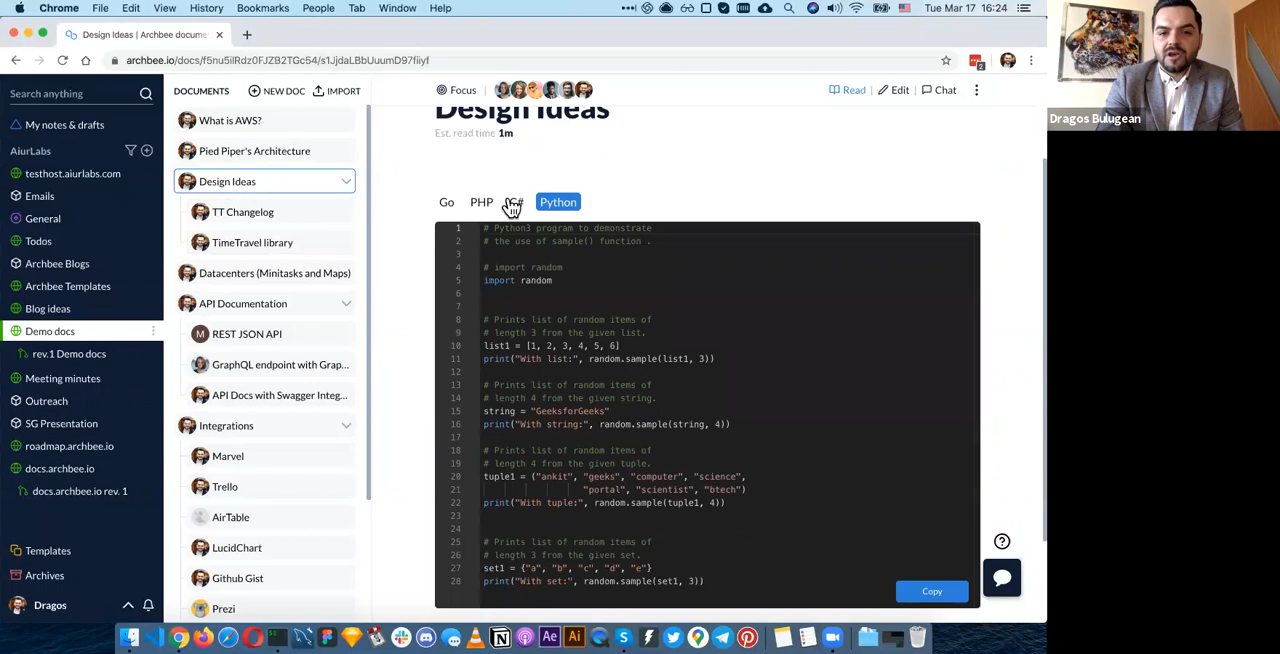 Chrome File Edit View History Bookmarks People Tab Window Help
Tue Mar 17 16:24
Design Ideas | Archbee docume
archbee.io/docs/f5nu5ilRdz0FJZB2TGc54/s1JjdaLBbUuumD97fiiyf
2
Dragos Bulugean
Search anything
My notes & drafts
AiurLabs
testhost.aiurlabs.com
Emails
General
Todos
Archbee Blogs
Archbee Templates
Blog ideas
Demo docs
rev.1 Demo docs
Meeting minutes
Outreach
SG Presentation
roadmap.archbee.io
docs.archbee.io
docs.archbee.io rev. 1
Templates
Archives
Dragos
DOCUMENTS NEW DOC IMPORT
What is AWS?
Pied Piper's Architecture
Design Ideas
TT Changelog
TimeTravel library
Datacenters (Minitasks and Maps)
API Documentation
M REST JSON API
GraphQL endpoint with Grap...
API Docs with Swagger Integ...
Integrations
Marvel
Trello
AirTable
LucidChart
Github Gist
Prezi
Focus
Read Edit Chat
Design Ideas
Est. read time 1m
Go PHP C# Python
1 # Python3 program to demonstrate
2 # the use of sample() function .
3
4 # import random
5 import random
6
7
8 # Prints list of random items of
9 # length 3 from the given list.
10 list1 = [1, 2, 3, 4, 5, 6]
11 print("With list:", random.sample(list1, 3))
12
13 # Prints list of random items of
14 # length 4 from the given string.
15 string = "GeeksforGeeks"
16 print("With string:", random.sample(string, 4))
17
18 # Prints list of random items of
19 # length 4 from the given tuple.
20 tuple1 = ("ankit", "geeks", "computer", "science",
21 "portal", "scientist", "btech")
22 print("With tuple:", random.sample(tuple1, 4))
23
24
25 # Prints list of random items of
26 # length 3 from the given set.
27 set1 = {"a", "b", "c", "d", "e"}
28 print("With set:", random.sample(set1, 3))
Copy
Ae Ai